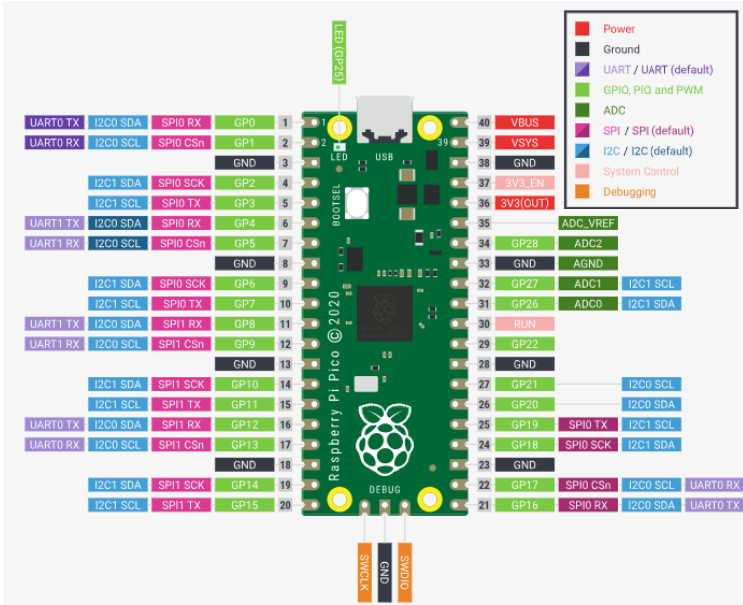 LED (GP25)
Power
Ground
UART / UART (default)
GPIO, PIO, and PWM
ADC
SPI / SPI (default)
I2C / I2C (default)
System Control
Debugging
UART0 TX I2C0 SDA SPI0 RX GP0 1 1 40 VBUS
UART0 RX I2C0 SCL SPI0 CSn GP1 2 2 39 39 VSYS
LED USB
GND 3 38 GND
I2C1 SDA SPI0 SCK GP2 4 37 3V3_EN
I2C1 SCL SPI0 TX GP3 5 36 3V3(OUT)
BOOTSEL
UART1 TX I2C0 SDA SPI0 RX GP4 6 35 ADC_VREF
UART1 RX I2C0 SCL SPI0 CSn GP5 7 34 GP28 ADC2
GND 8 33 GND AGND
I2C1 SDA SPI0 SCK GP6 9 32 GP27 ADC1 I2C1 SCL
I2C1 SCL SPI0 TX GP7 10 31 GP26 ADC0 I2C1 SDA
UART1 TX I2C0 SDA SPI1 RX GP8 11 30 RUN
UART1 RX I2C0 SCL SPI1 CSn GP9 12 29 GP22
GND 13 28 GND
Raspberry Pi Pico © 2020
I2C1 SDA SPI1 SCK GP10 14 27 GP21 I2C0 SCL
I2C1 SCL SPI1 TX GP11 15 26 GP20 I2C0 SDA
UART0 TX I2C0 SDA SPI1 RX GP12 16 25 GP19 SPI0 TX I2C1 SCL
UART0 RX I2C0 SCL SPI1 CSn GP13 17 24 GP18 SPI0 SCK I2C1 SDA
GND 18 23 GND
I2C1 SDA SPI1 SCK GP14 19 22 GP17 SPI0 CSn I2C0 SCL UART0 RX
I2C1 SCL SPI1 TX GP15 20 21 GP16 SPI0 RX I2C0 SDA UART0 TX
DEBUG
SWCLK
GND
SWDIO